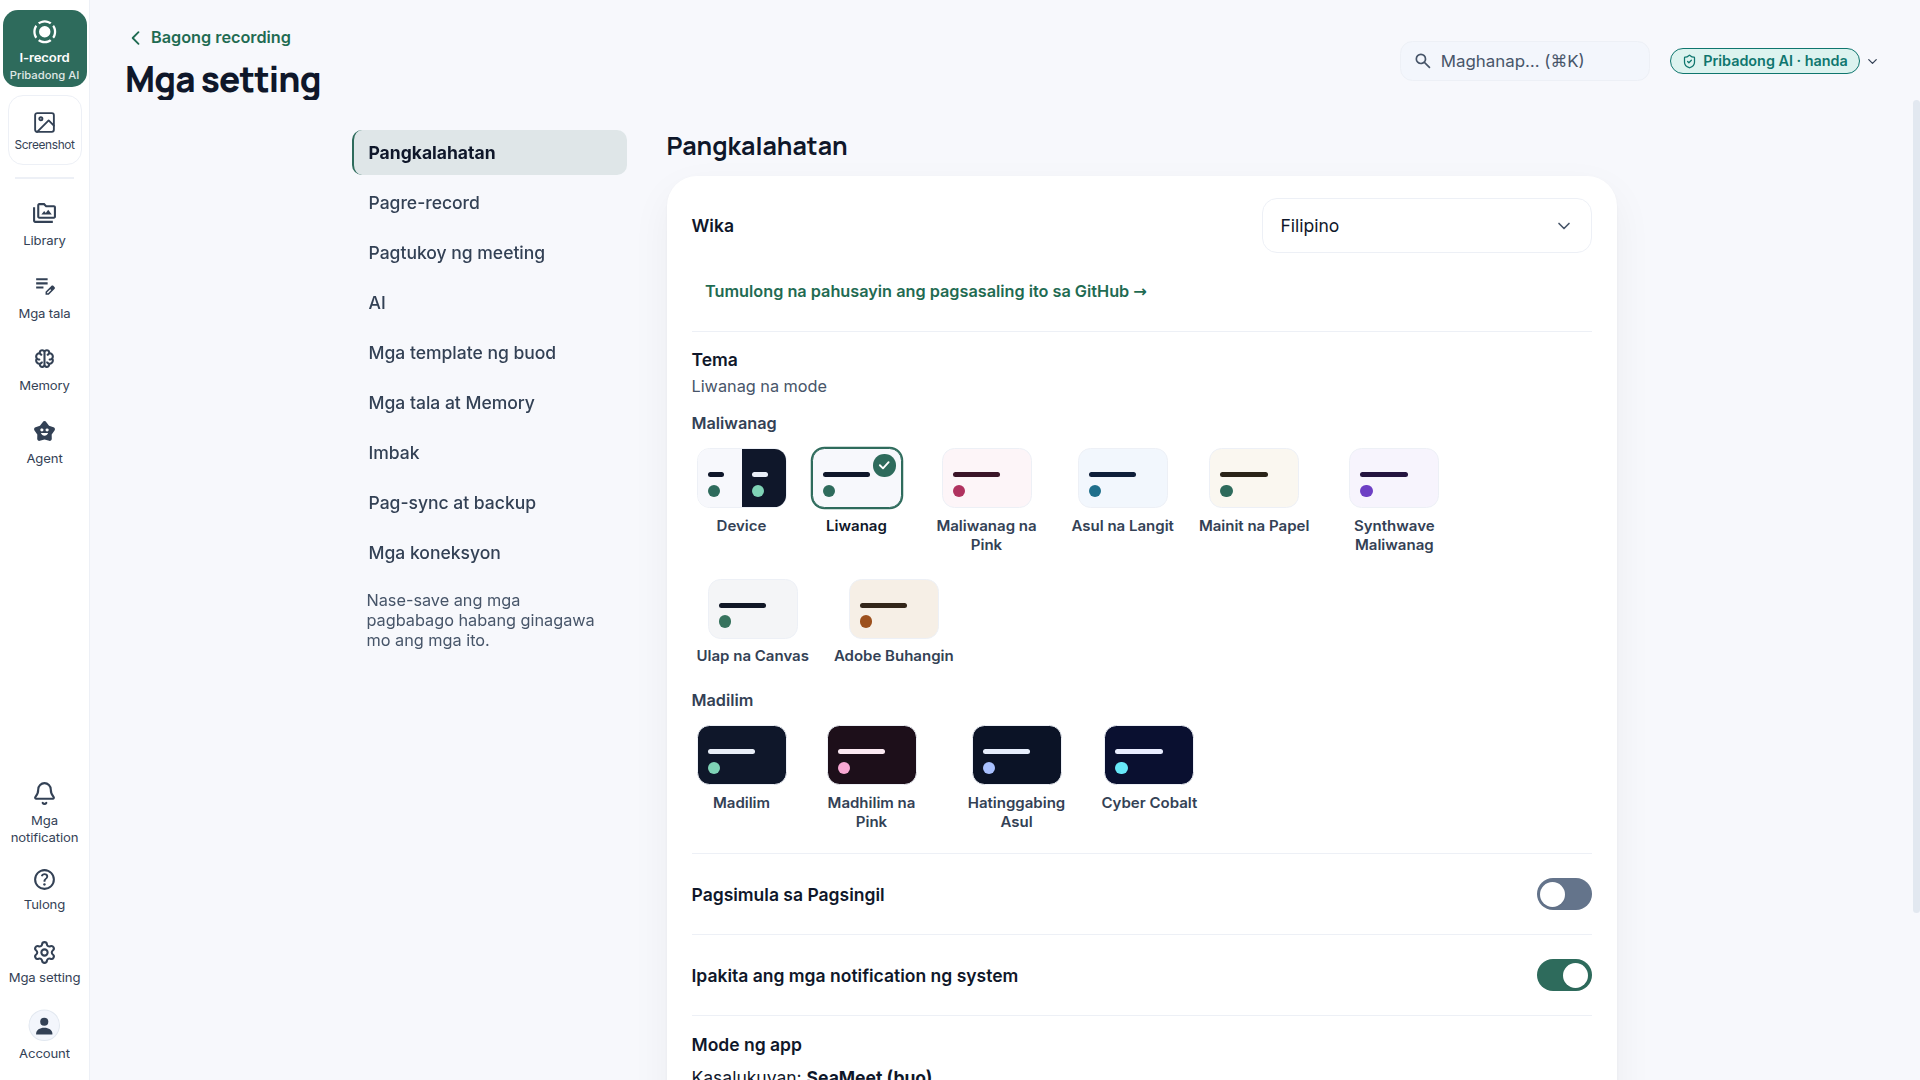 I-record
Pribadong AI
Screenshot
Library
Mga tala
Memory
Agent
Mga
notification
Tulong
Mga setting
Account
Bagong recording
Mga setting
Maghanap... (⌘K)
Pribadong AI · handa
Pangkalahatan
Pagre-record
Pagtukoy ng meeting
AI
Mga template ng buod
Mga tala at Memory
Imbak
Pag-sync at backup
Mga koneksyon
Nase-save ang mga
pagbabago habang ginagawa
mo ang mga ito.
Pangkalahatan
Wika
Filipino
Tumulong na pahusayin ang pagsasaling ito sa GitHub →
Tema
Liwanag na mode
Maliwanag
Device
Liwanag
Maliwanag na
Pink
Asul na Langit
Mainit na Papel
Synthwave
Maliwanag
Ulap na Canvas
Adobe Buhangin
Madilim
Madilim
Madhilim na
Pink
Hatinggabing
Asul
Cyber Cobalt
Pagsimula sa Pagsingil
Ipakita ang mga notification ng system
Mode ng app
Kasalukuyan: SeaMeet (buo)